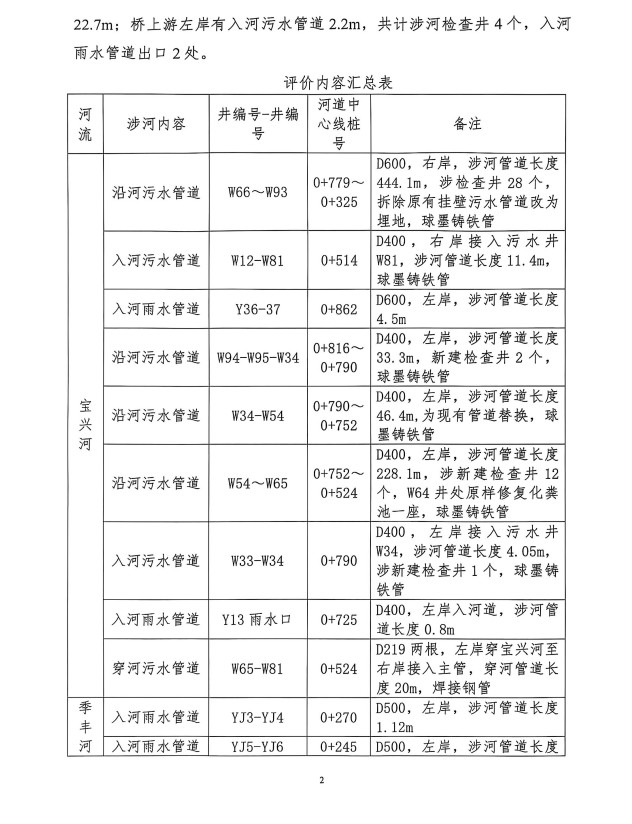 22.7m；桥上游左岸有入河污水管道 2.2m，共计涉河检查井 4 个，入河
雨水管道出口 2 处。
评价内容汇总表
河流 涉河内容 井编号-井编号 河道中心线桩号 备注
宝兴河
沿河污水管道 W66～W93 0+779～0+325
D600，右岸，涉河管道长度
444.1m，涉检查井 28 个，
拆除原有挂壁污水管道改为
埋地，球墨铸铁管
入河污水管道 W12-W81 0+514
D400，右岸接入污水井
W81，涉河管道长度 11.4m，
球墨铸铁管
入河雨水管道 Y36-37 0+862
D600，左岸，涉河管道长度
4.5m
沿河污水管道 W94-W95-W34 0+816～0+790
D400，左岸，涉河管道长度
33.3m，新建检查井 2 个，
球墨铸铁管
沿河污水管道 W34-W54 0+790～0+752
D400，左岸，涉河管道长度
46.4m,为现有管道替换，球
墨铸铁管
沿河污水管道 W54～W65 0+752～0+524
D400，左岸，涉河管道长度
228.1m，涉新建检查井 12
个，W64 井处原样修复化粪
池一座，球墨铸铁管
入河污水管道 W33-W34 0+790
D400，左岸接入污水井
W34，涉河管道长度 4.05m，
涉新建检查井 1 个，球墨铸
铁管
入河雨水管道 Y13 雨水口 0+725
D400，左岸入河道，涉河管
道长度 0.8m
穿河污水管道 W65-W81 0+524
D219 两根，左岸穿宝兴河至
右岸接入主管，穿河管道长
度 20m，焊接钢管
季丰河
入河雨水管道 YJ3-YJ4 0+270
D500，左岸，涉河管道长度
1.12m
入河雨水管道 YJ5-YJ6 0+245 D500，左岸，涉河管道长度
2